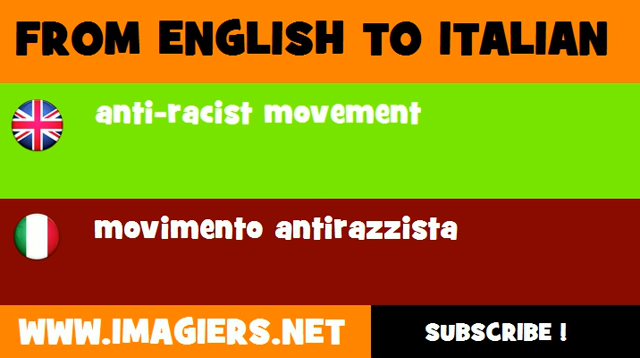 FROM ENGLISH TO ITALIAN
anti-racist movement
movimento antirazzista
WWW.IMAGIERS.NET
SUBSCRIBE !